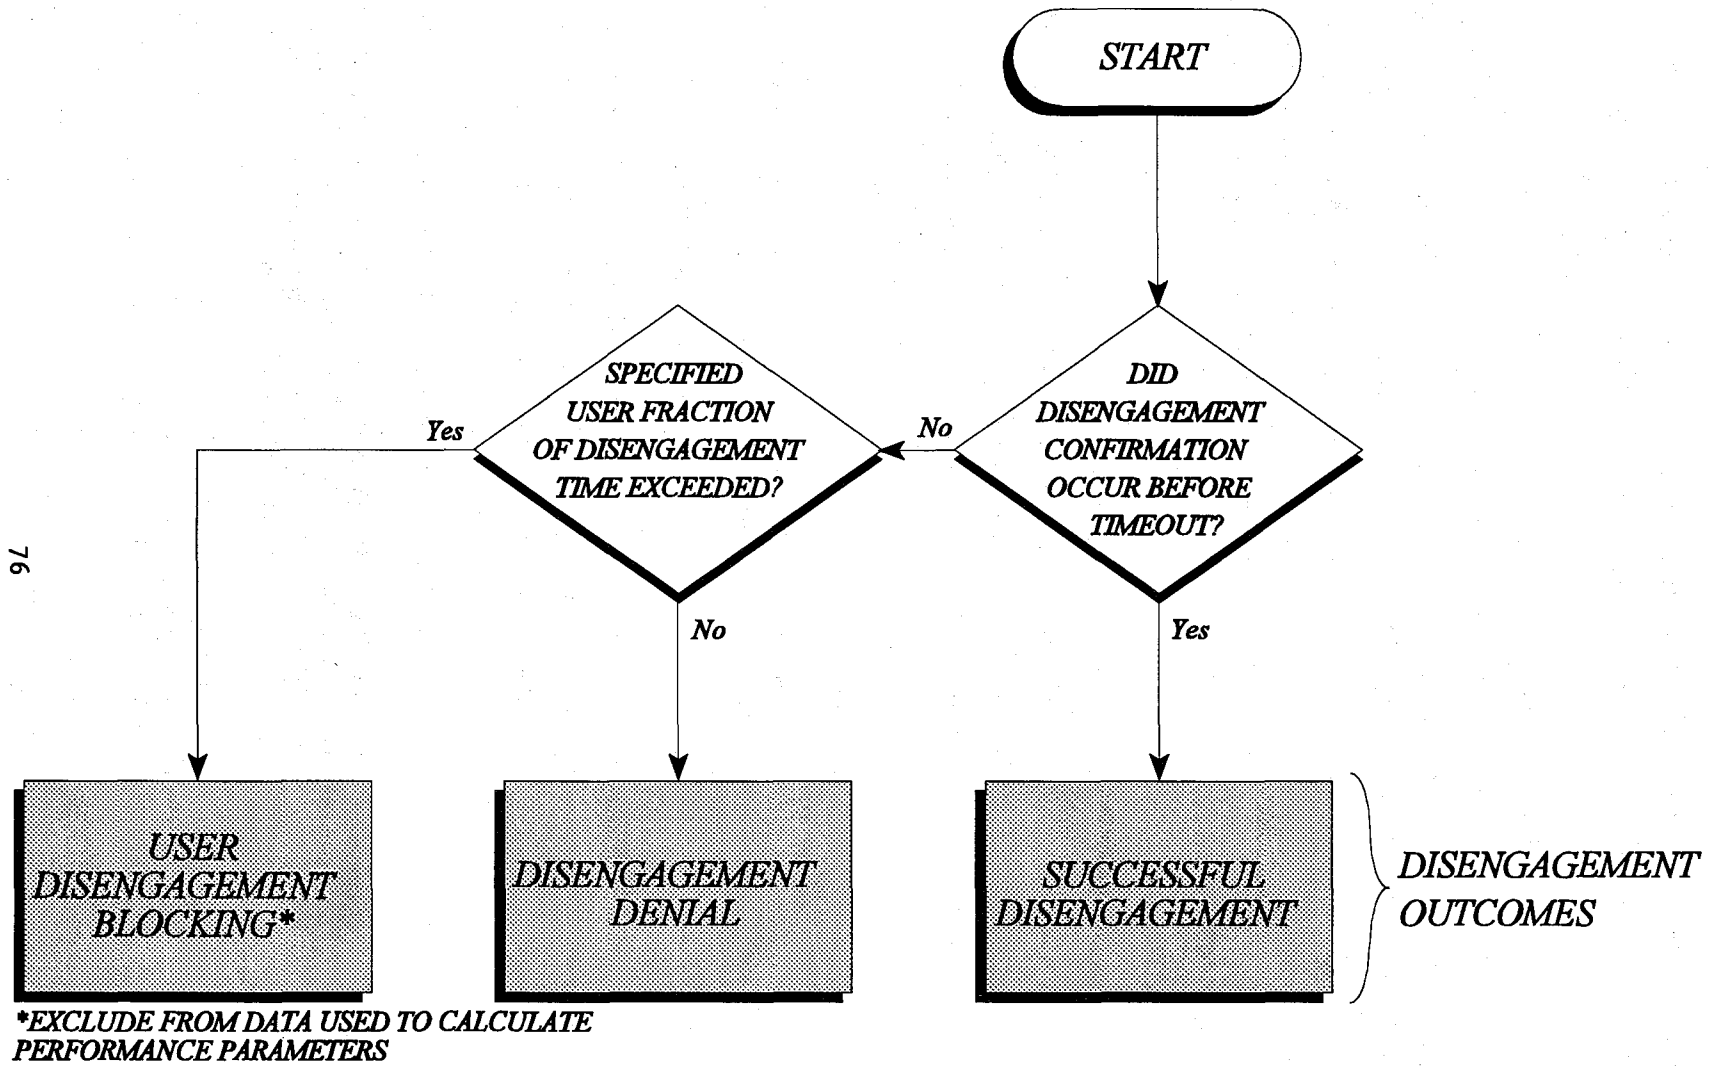 START
DID
DISENGAGEMENT
CONFIRMATION
OCCUR BEFORE
TIMEOUT?
No
Yes
SPECIFIED
USER FRACTION
OF DISENGAGEMENT
TIME EXCEEDED?
Yes
No
USER
DISENGAGEMENT
BLOCKING*
DISENGAGEMENT
DENIAL
SUCCESSFUL
DISENGAGEMENT
DISENGAGEMENT
OUTCOMES
*EXCLUDE FROM DATA USED TO CALCULATE
PERFORMANCE PARAMETERS
76